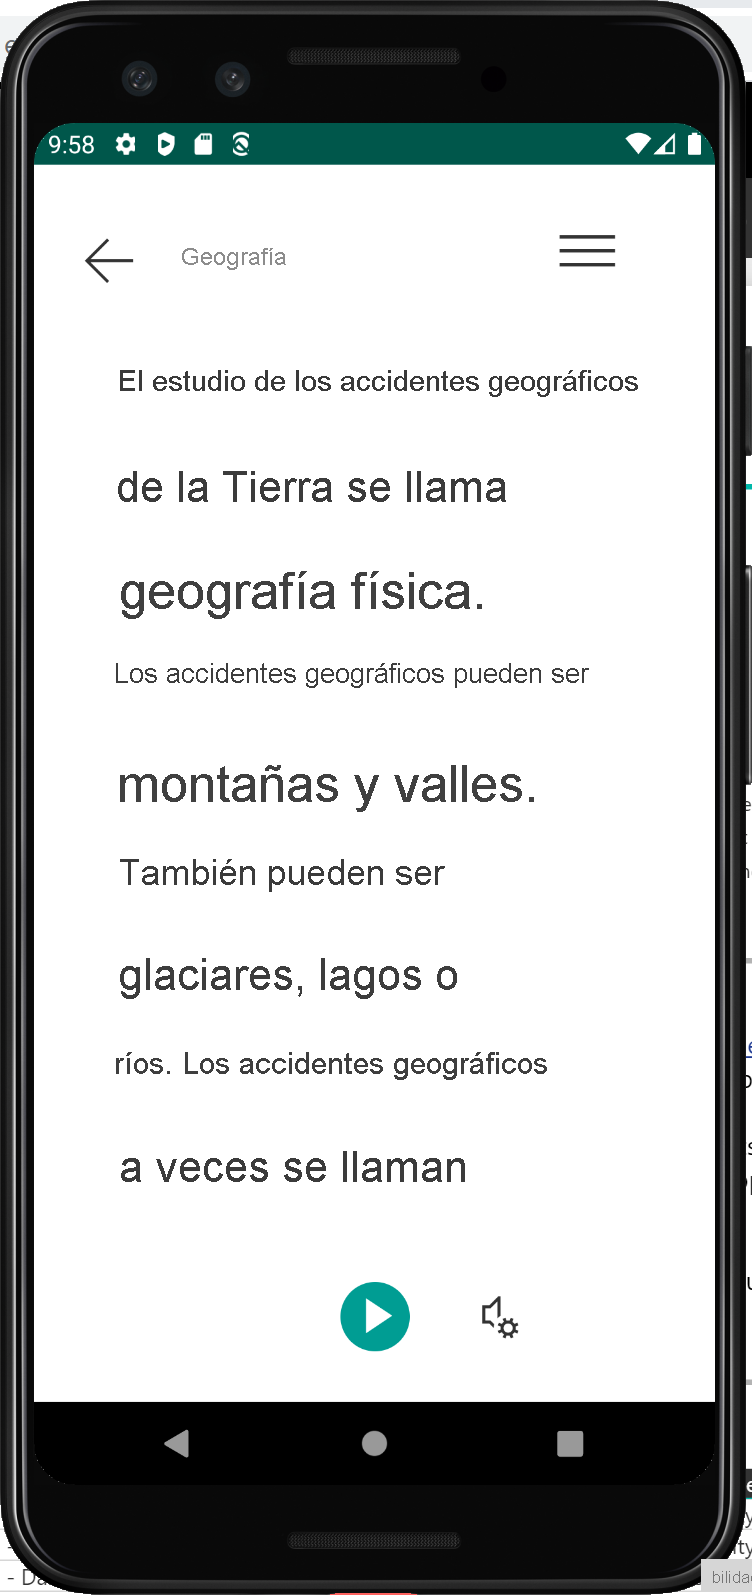 9:58
Geografía
El estudio de los accidentes geográficos
de la Tierra se llama
geografía física.
Los accidentes geográficos pueden ser
montañas y valles.
También pueden ser
glaciares, lagos o
ríos. Los accidentes geográficos
a veces se llaman